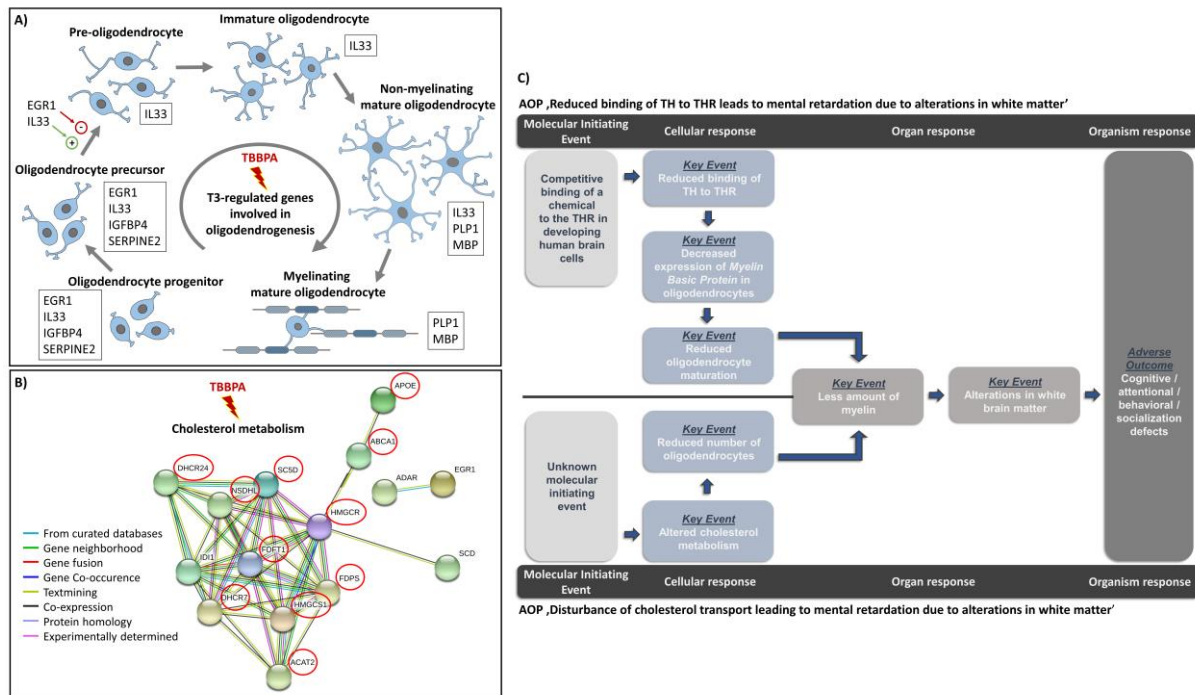 A)
Immature oligodendrocyte
IL33
Pre-oligodendrocyte
IL33
Non-myelinating
mature oligodendrocyte
IL33
PLP1
MBP
EGR1
IL33
-
+
TBBPA
T3-regulated genes
involved in
oligodendrogenesis
Oligodendrocyte precursor
EGR1
IL33
IGFBP4
SERPINE2
Oligodendrocyte progenitor
EGR1
IL33
IGFBP4
SERPINE2
Myelinating
mature oligodendrocyte
PLP1
MBP
B)
TBBPA
Cholesterol metabolism
APOE
ABCA1
DHCR24
SC5D
NSDHL
ADAR
EGR1
HMGCR
SCD
IDI1
FDFT1
FDPS
DHCR7
HMGCS1
ACAT2
From curated databases
Gene neighborhood
Gene fusion
Gene Co-occurence
Textmining
Co-expression
Protein homology
Experimentally determined
C)
AOP ‚Reduced binding of TH to THR leads to mental retardation due to alterations in white matter'
Molecular Initiating
Event
Cellular response
Organ response
Organism response
Competitive
binding of a
chemical
to the THR in
developing
human brain
cells
Key Event
Reduced binding of
TH to THR
Key Event
Decreased
expression of Myelin
Basic Protein in
oligodendrocytes
Key Event
Reduced
oligodendrocyte
maturation
Key Event
Less amount of
myelin
Key Event
Alterations in white
brain matter
Adverse
Outcome
Cognitive /
attentional /
behavioral /
socialization
defects
Unknown
molecular
initiating
event
Key Event
Reduced number of
oligodendrocytes
Key Event
Altered cholesterol
metabolism
Molecular Initiating
Event
Cellular response
Organ response
Organism response
AOP ‚Disturbance of cholesterol transport leading to mental retardation due to alterations in white matter'